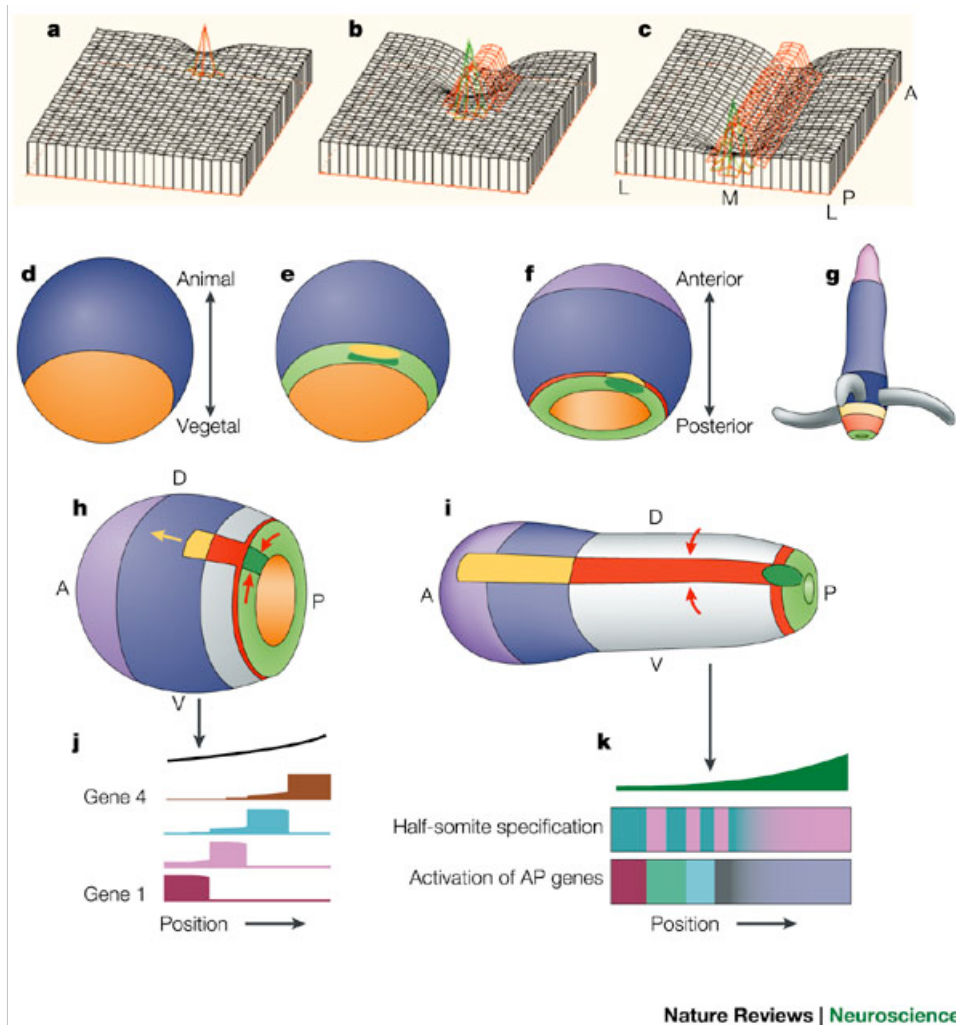 a
b
c
A
L
M
P
L
d
Animal
Vegetal
e
f
Anterior
Posterior
g
h
D
A
P
V
i
D
A
P
V
j
Gene 4
Gene 1
Position
k
Half-somite specification
Activation of AP genes
Position
Nature Reviews | Neuroscience